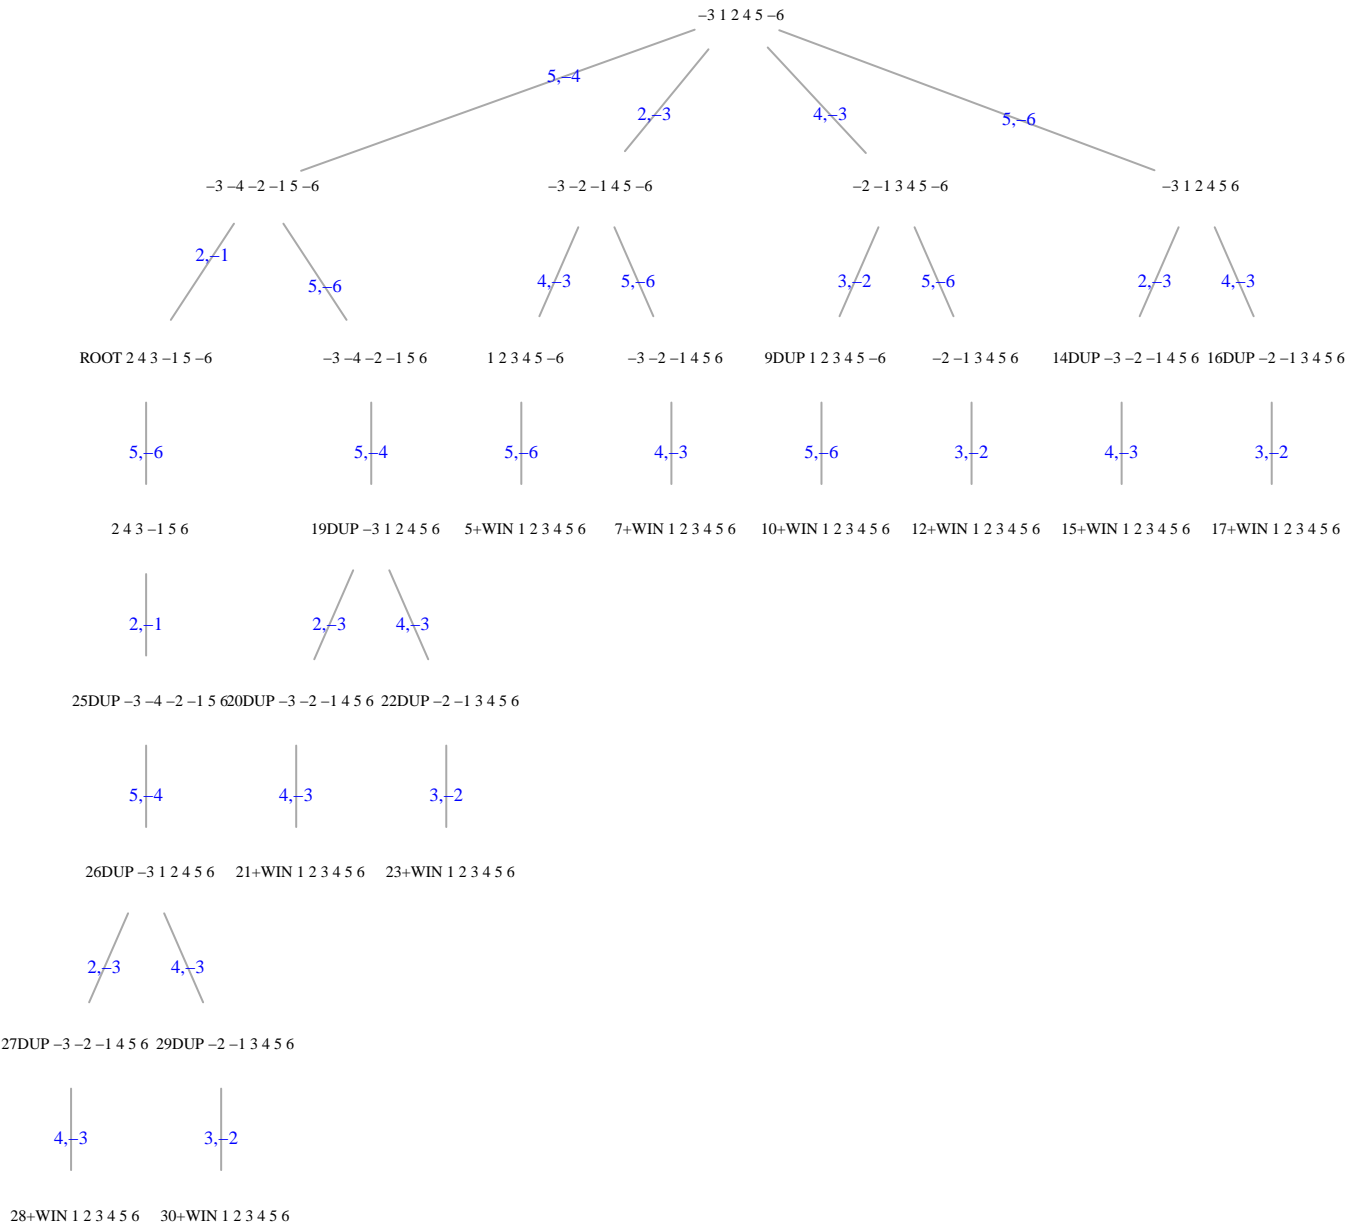 −3 1 2 4 5 −6
5,−4
2,−3
4,−3
5,−6
−3 −4 −2 −1 5 −6
−3 −2 −1 4 5 −6
−2 −1 3 4 5 −6
−3 1 2 4 5 6
2,−1
5,−6
4,−3
5,−6
3,−2
5,−6
2,−3
4,−3
ROOT 2 4 3 −1 5 −6
−3 −4 −2 −1 5 6
1 2 3 4 5 −6
−3 −2 −1 4 5 6
9DUP 1 2 3 4 5 −6
−2 −1 3 4 5 6
14DUP −3 −2 −1 4 5 6
16DUP −2 −1 3 4 5 6
5,−6
5,−4
5,−6
4,−3
5,−6
3,−2
4,−3
3,−2
2 4 3 −1 5 6
19DUP −3 1 2 4 5 6
5+WIN 1 2 3 4 5 6
7+WIN 1 2 3 4 5 6
10+WIN 1 2 3 4 5 6
12+WIN 1 2 3 4 5 6
15+WIN 1 2 3 4 5 6
17+WIN 1 2 3 4 5 6
2,−1
2,−3
4,−3
25DUP −3 −4 −2 −1 5 6
20DUP −3 −2 −1 4 5 6
22DUP −2 −1 3 4 5 6
5,−4
4,−3
3,−2
26DUP −3 1 2 4 5 6
21+WIN 1 2 3 4 5 6
23+WIN 1 2 3 4 5 6
2,−3
4,−3
27DUP −3 −2 −1 4 5 6
29DUP −2 −1 3 4 5 6
4,−3
3,−2
28+WIN 1 2 3 4 5 6
30+WIN 1 2 3 4 5 6